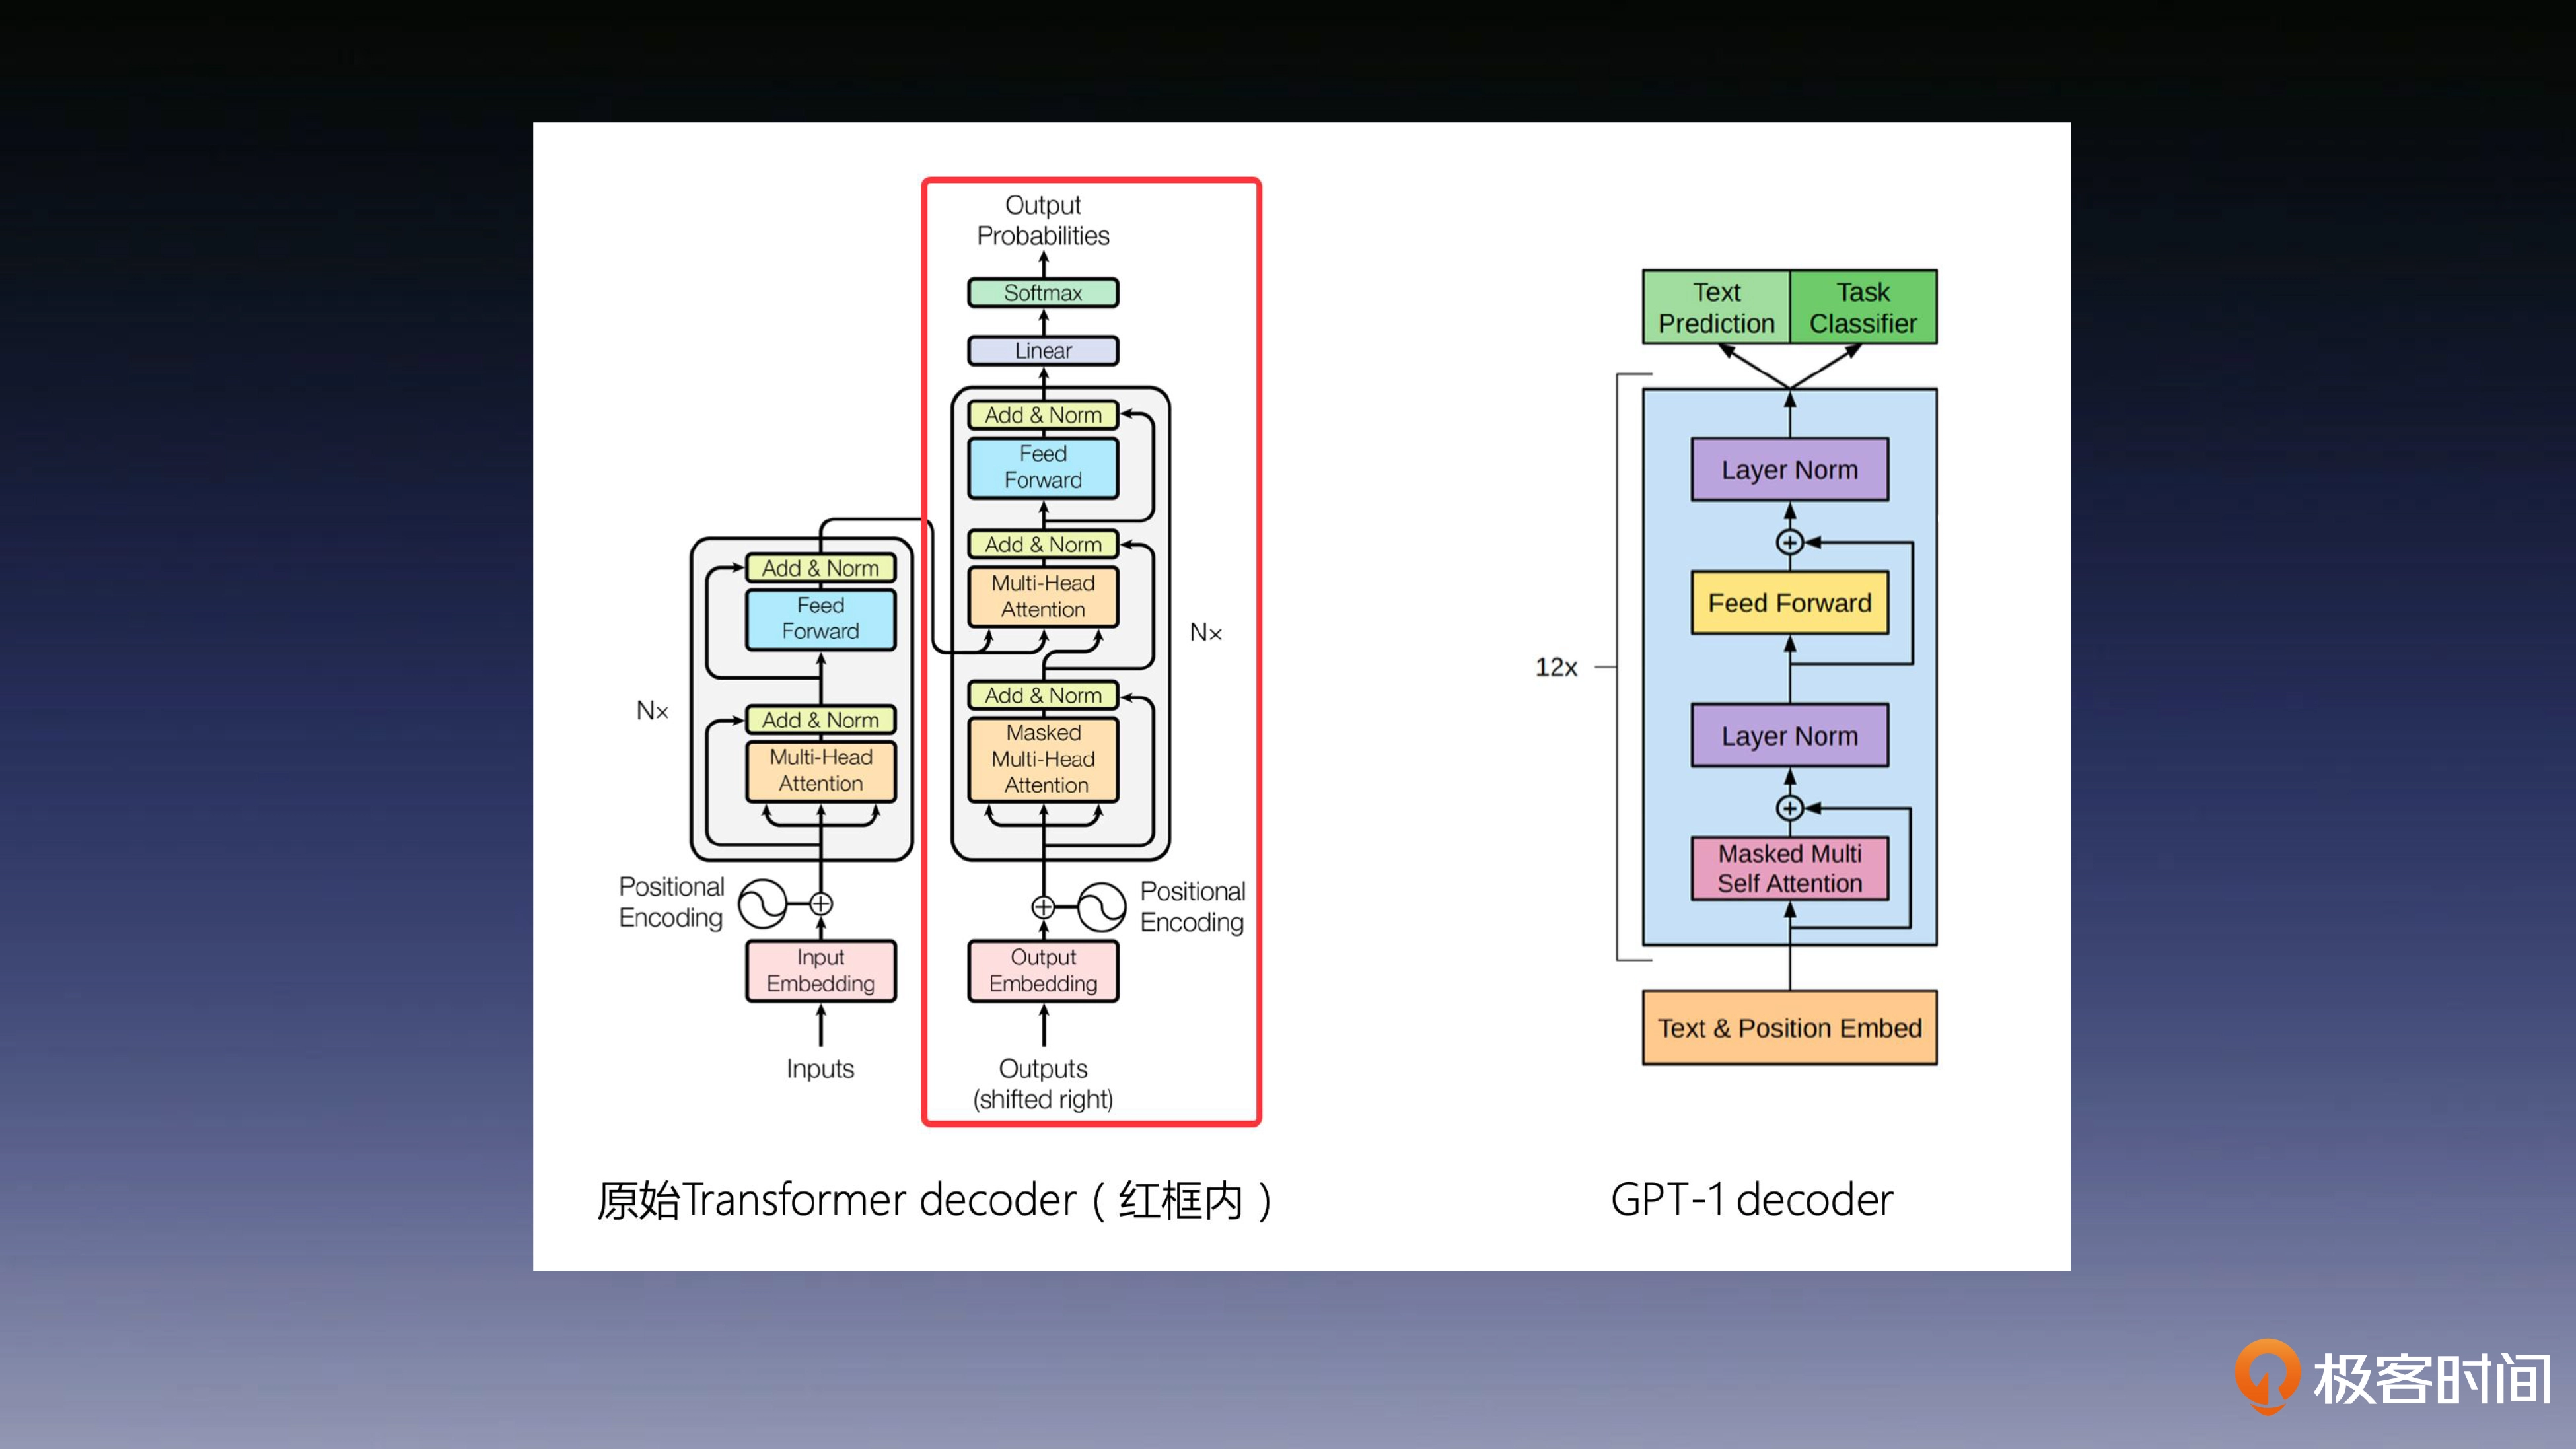 Output
Probabilities
Softmax
Linear
Add & Norm
Feed
Forward
Add & Norm
Multi-Head
Attention
Add & Norm
Masked
Multi-Head
Attention
N×
Positional
Encoding
Output
Embedding
Outputs
(shifted right)
Add & Norm
Feed
Forward
Add & Norm
Multi-Head
Attention
N×
Positional
Encoding
Input
Embedding
Inputs
原始Transformer decoder（红框内）
Text
Prediction
Task
Classifier
Layer Norm
Feed Forward
12x
Layer Norm
Masked Multi
Self Attention
Text & Position Embed
GPT-1 decoder
极客时间